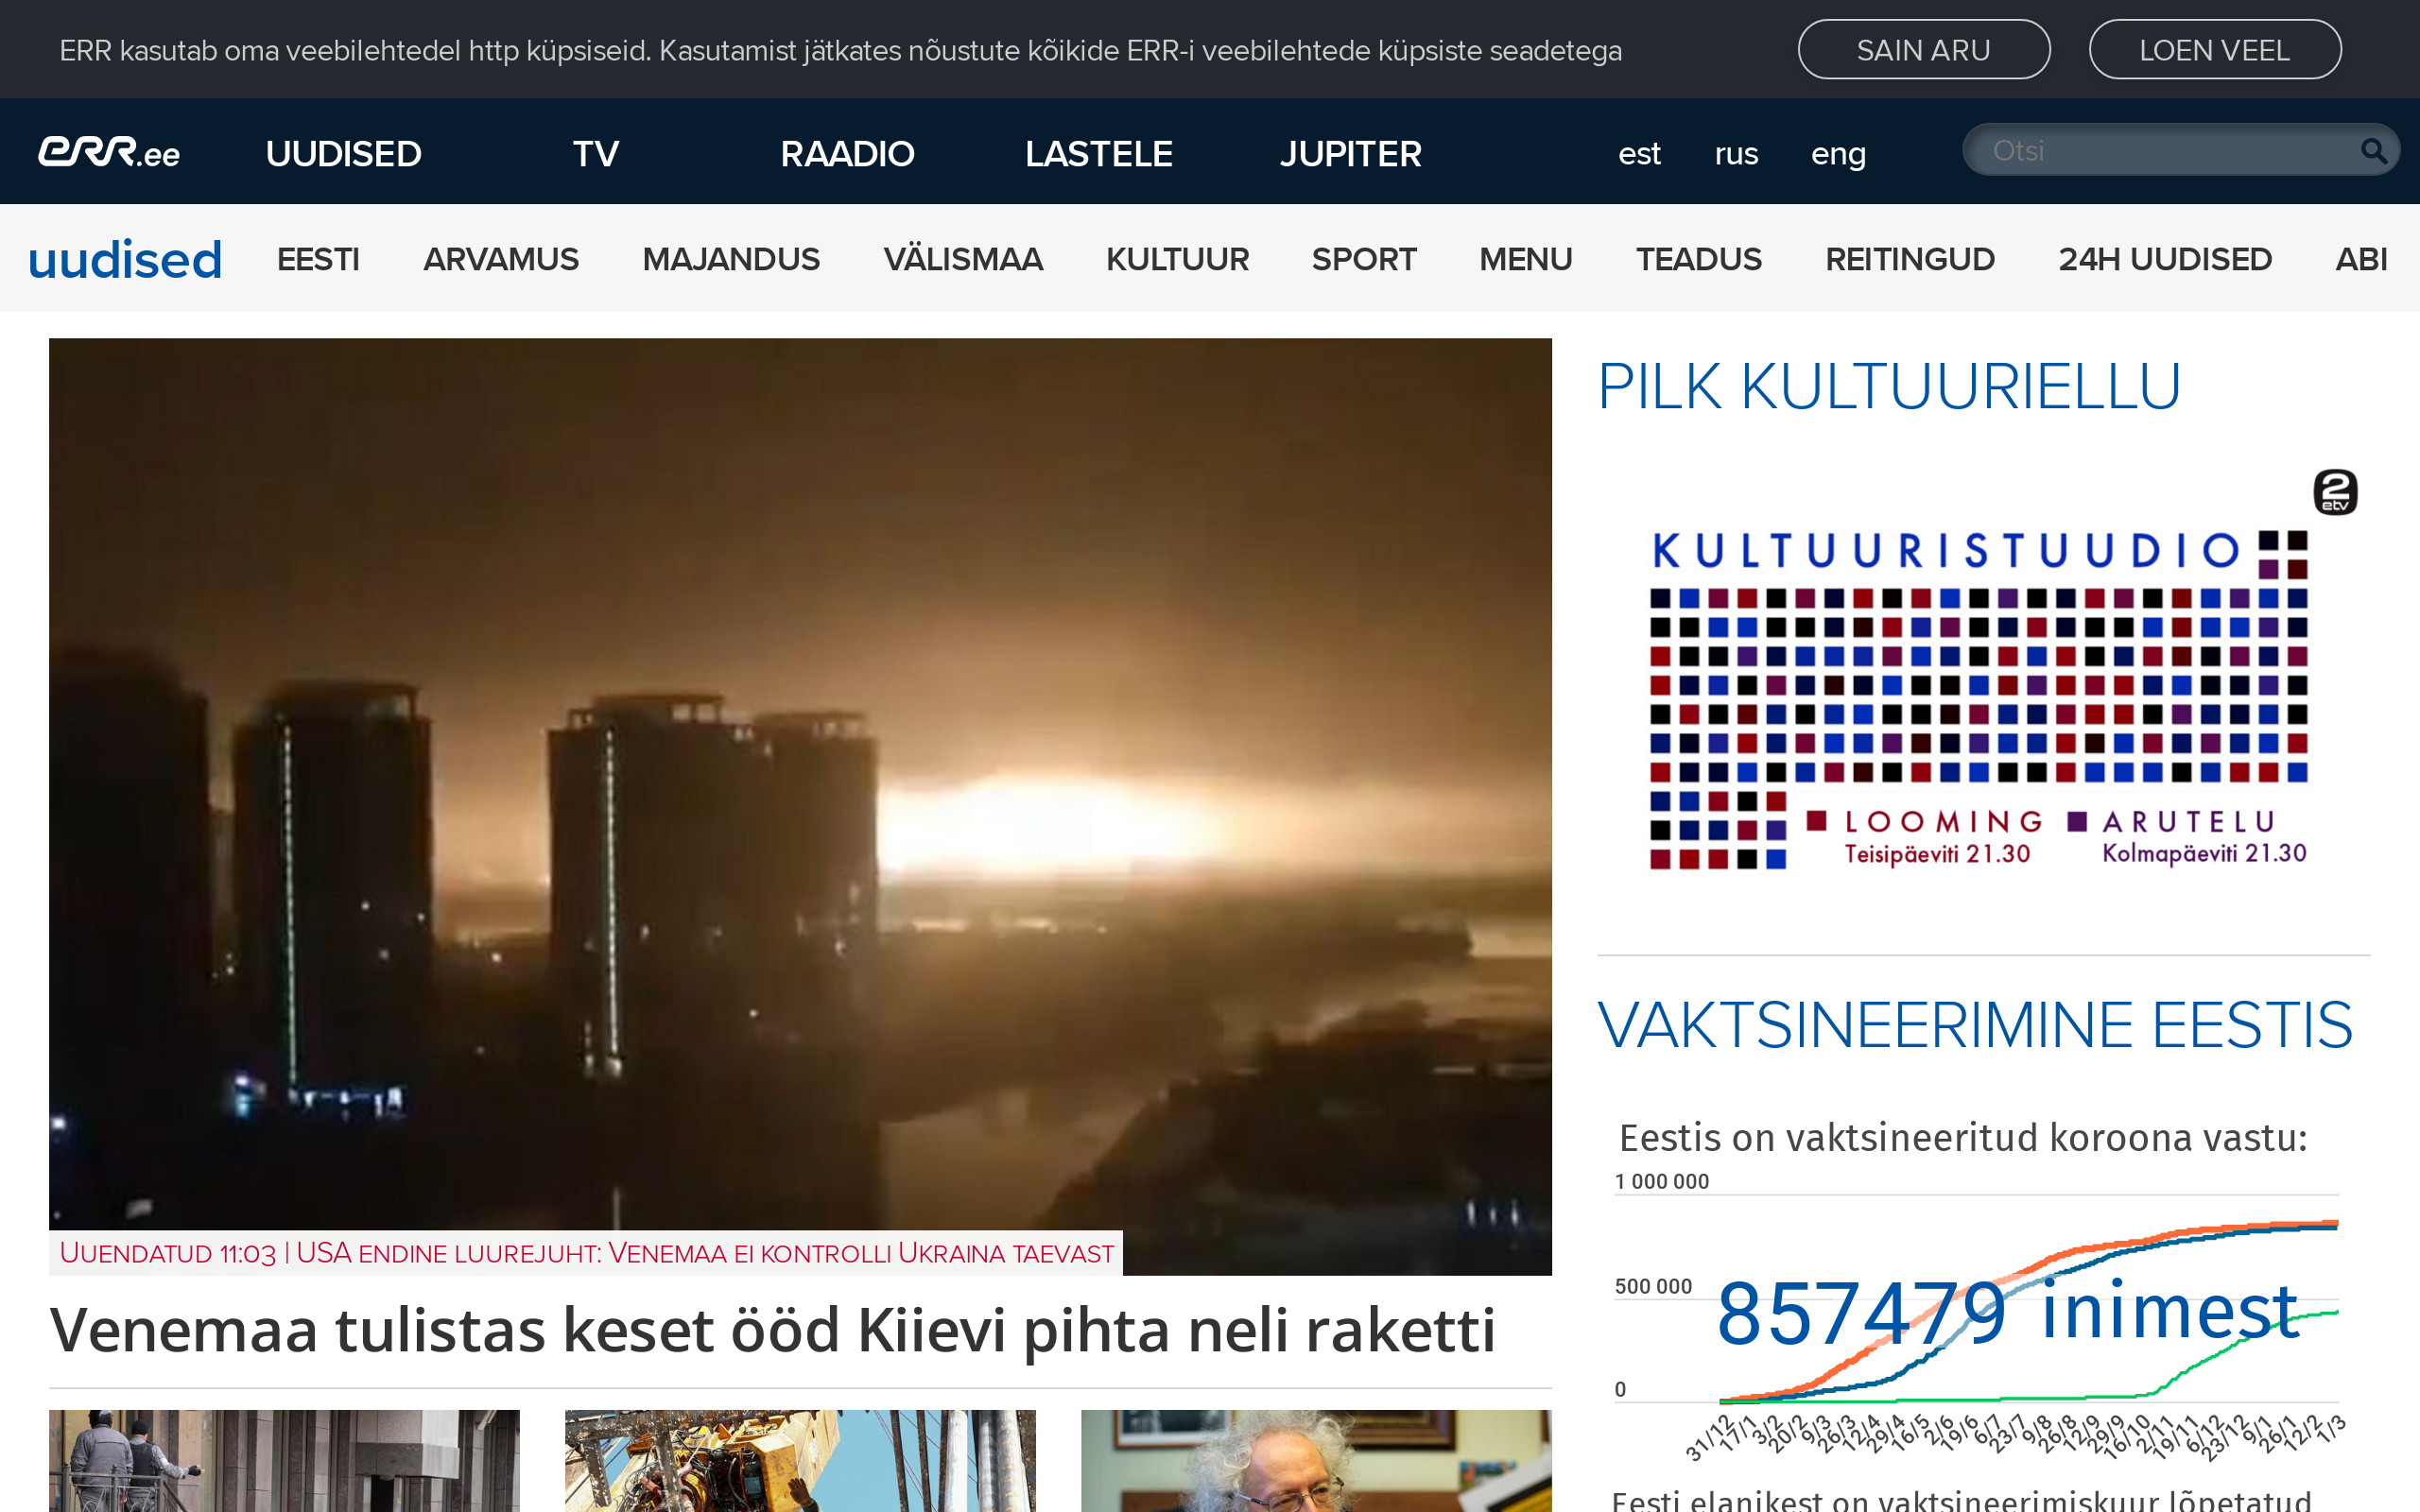 ERR kasutab oma veebilehtedel http küpsiseid. Kasutamist jätkates nõustute kõikide ERR-i veebilehtede küpsiste seadetega
SAIN ARU
LOEN VEEL
err.ee
UUDISED
TV
RAADIO
LASTELE
JUPITER
est
rus
eng
Otsi
uudised
EESTI
ARVAMUS
MAJANDUS
VÄLISMAA
KULTUUR
SPORT
MENU
TEADUS
REITINGUD
24H UUDISED
ABI
UUENDATUD 11:03 | USA ENDINE LUUREJUHT: VENEMAA EI KONTROLLI UKRAINA TAEVAST
Venemaa tulistas keset ööd Kiievi pihta neli raketti
PILK KULTUURIELLU
2
etv
KULTUURISTUUDIO
LOOMING
Teisipäeviti 21.30
ARUTELU
Kolmapäeviti 21.30
VAKTSINEERIMINE EESTIS
Eestis on vaktsineeritud koroona vastu:
1 000 000
500 000
857479 inimest
0
31/12
17/1
3/2
20/2
9/3
26/3
12/4
29/4
16/5
2/6
19/6
6/7
23/7
9/8
26/8
12/9
29/9
16/10
2/11
19/11
6/12
23/12
9/1
26/1
12/2
1/3
Eesti elanikest on vaktsineerimiskuur lõpetatud